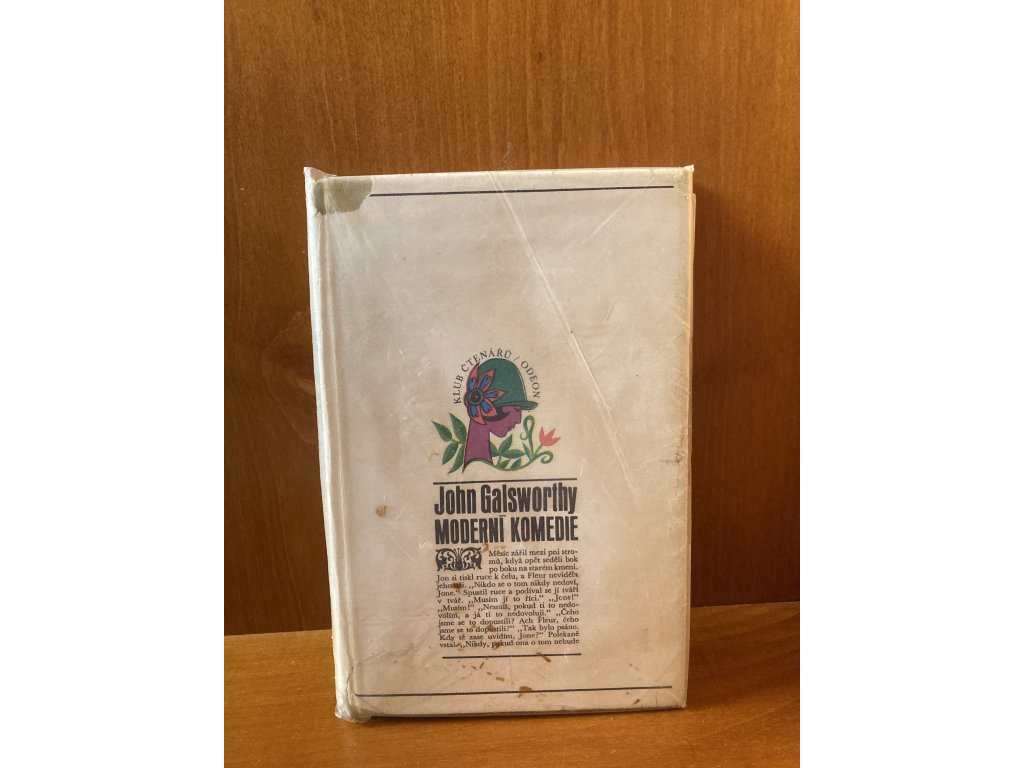 KLUB ČTENÁŘŮ / ODEON
John Galsworthy
MODERNÍ KOMEDIE
Měsíc zářil mezi pni stro-
mů, když opět seděli bok
po boku na starém kmeni.
Jon si tiskl ruce k čelu, a Fleur neviděla
jeho oči. „Nikdo se o tom nikdy nedoví,
Jone.“ Spustil ruce a podíval se jí tváří
v tvář. „Musím jí to říci.“ „Jone!“
„Musím!“ „Nesmíš, pokud ti to nedo-
volím, a já ti to nedovoluji.“ „Čeho
jsme se to dopustili? Ach Fleur, čeho
jsme se to dopustili?“ „Tak bylo psáno.
Kdy tě zase uvidím, Jone?“ Polekaně
vstal. „Nikdy, pokud ona o tom nebude